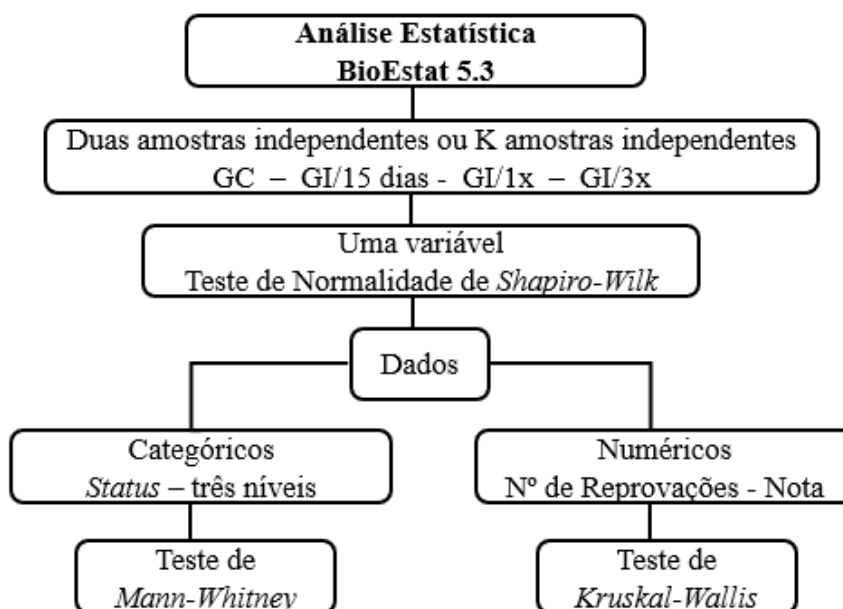 Análise Estatística
BioEstat 5.3
Duas amostras independentes ou K amostras independentes
GC – GI/15 dias - GI/1x – GI/3x
Uma variável
Teste de Normalidade de Shapiro-Wilk
Dados
Categóricos
Status – três níveis
Numéricos
Nº de Reprovações - Nota
Teste de
Mann-Whitney
Teste de
Kruskal-Wallis